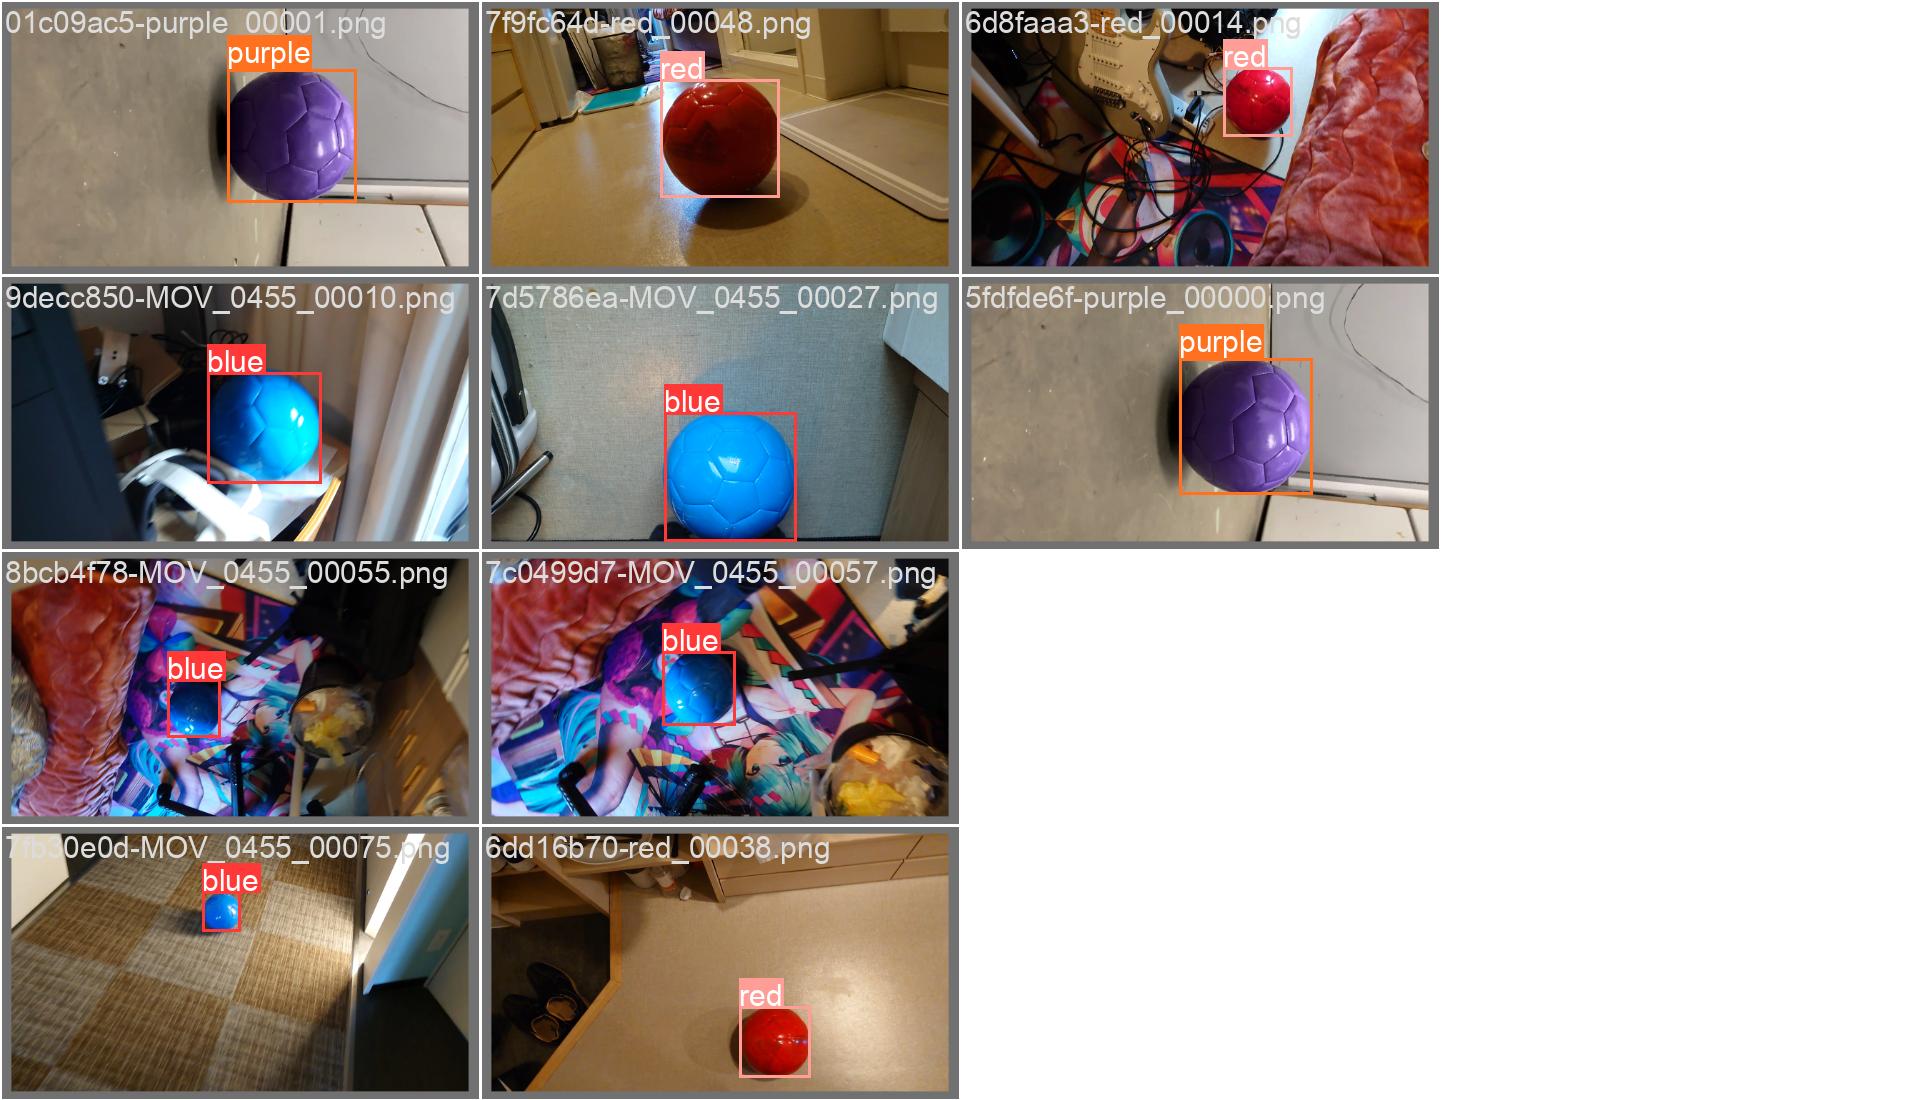 01c09ac5-purple_00001.png
purple
7f9fc64d-red_00048.png
red
6d8faaa3-red_00014.png
red
9decc850-MOV_0455_00010.png
blue
7d5786ea-MOV_0455_00027.png
blue
5fdfde6f-purple_00000.png
purple
8bcb4f78-MOV_0455_00055.png
blue
7c0499d7-MOV_0455_00057.png
blue
7fb30e0d-MOV_0455_00075.png
blue
6dd16b70-red_00038.png
red